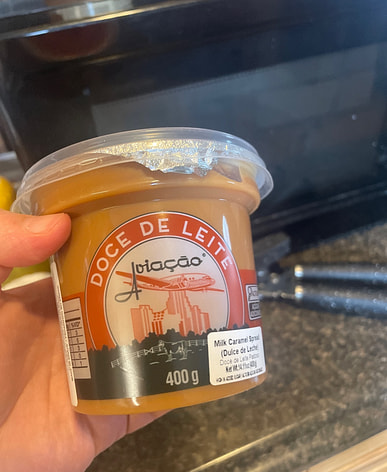 DOCE DE LEITE
Aviação
400 g
Milk Caramel Spread
(Dulce de Leche)
Doce de Leite Pastoso